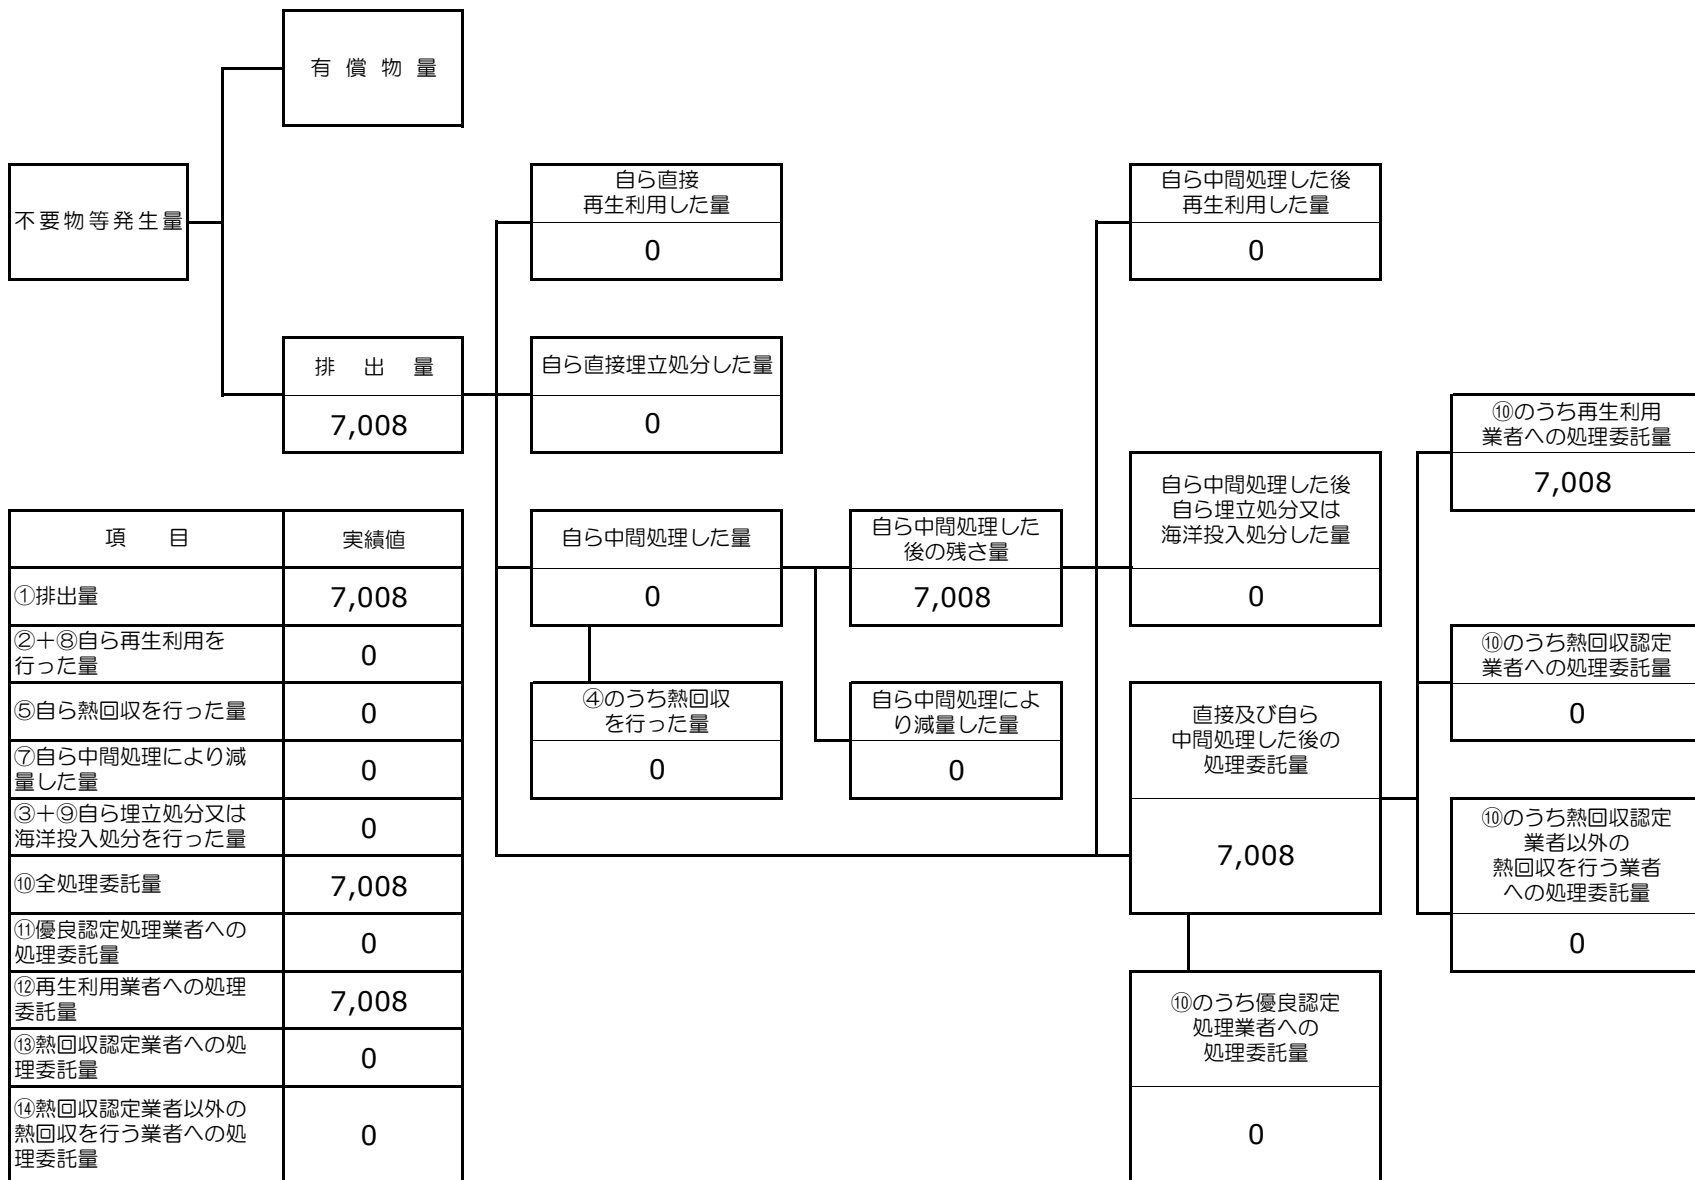 有 償 物 量
不要物等発生量
自ら直接
再生利用した量
0
自ら中間処理した後
再生利用した量
0
排 出 量
7,008
自ら直接埋立処分した量
0
⑩のうち再生利用
業者への処理委託量
7,008
自ら中間処理した量
0
自ら中間処理した
後の残さ量
7,008
自ら中間処理した後
自ら埋立処分又は
海洋投入処分した量
0
④のうち熱回収
を行った量
0
自ら中間処理によ
り減量した量
0
直接及び自ら
中間処理した後の
処理委託量
7,008
⑩のうち熱回収認定
業者への処理委託量
0
⑩のうち熱回収認定
業者以外の
熱回収を行う業者
への処理委託量
0
⑩のうち優良認定
処理業者への
処理委託量
0
項 目 実績値
①排出量 7,008
②+⑧自ら再生利用を
行った量 0
⑤自ら熱回収を行った量 0
⑦自ら中間処理により減
量した量 0
③+⑨自ら埋立処分又は
海洋投入処分を行った量 0
⑩全処理委託量 7,008
⑪優良認定処理業者への
処理委託量 0
⑫再生利用業者への処理
委託量 7,008
⑬熱回収認定業者への処
理委託量 0
⑭熱回収認定業者以外の
熱回収を行う業者への処
理委託量 0